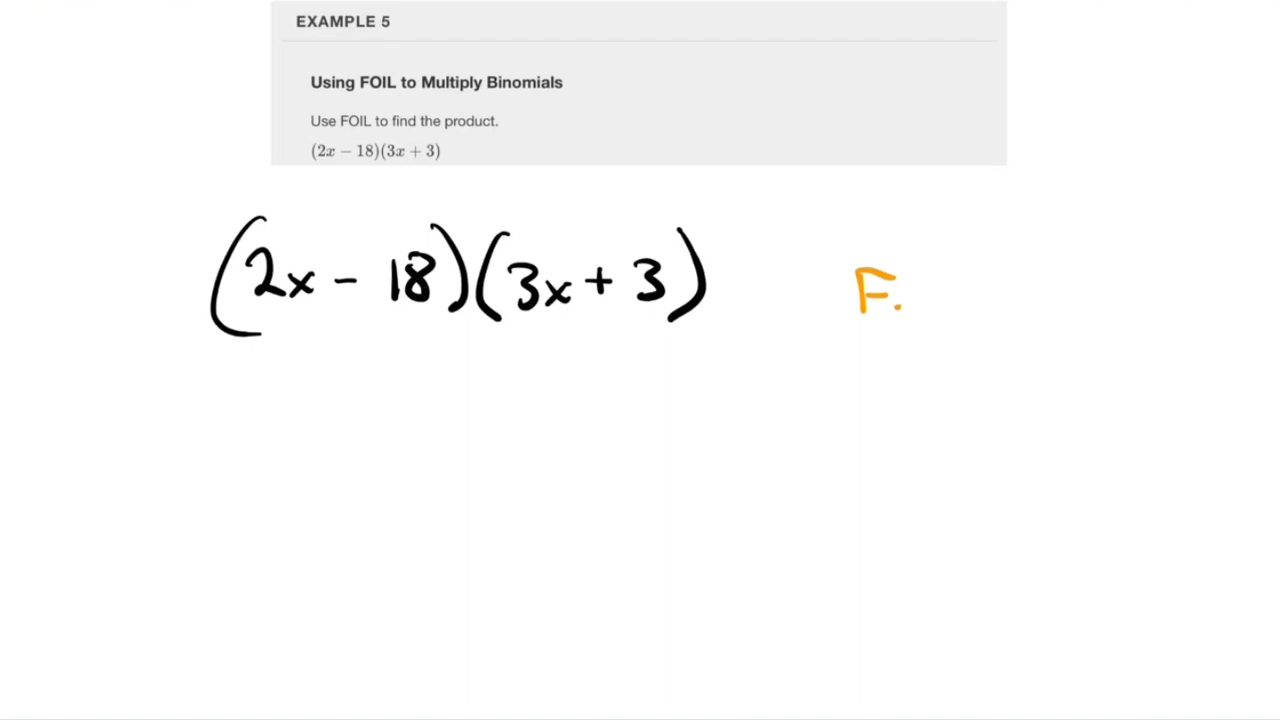 EXAMPLE 5
Using FOIL to Multiply Binomials
Use FOIL to find the product.
(2x − 18)(3x + 3)
(2x - 18)(3x + 3) F.